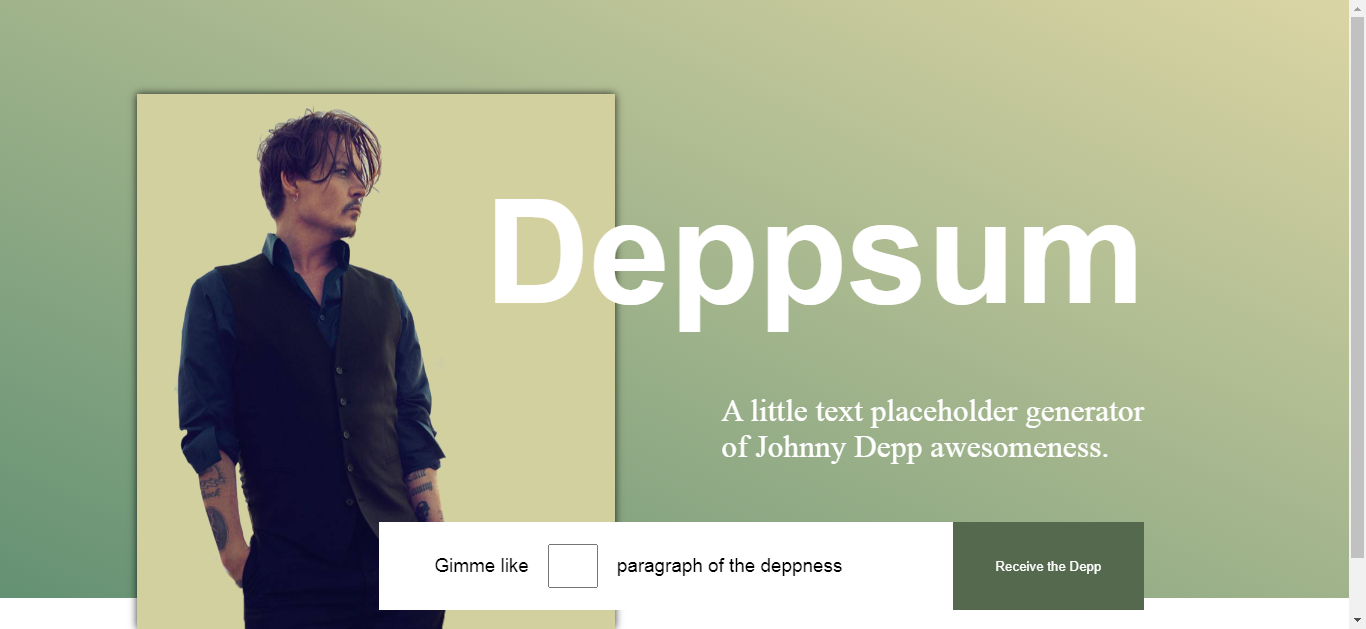 Deppsum
A little text placeholder generator
of Johnny Depp awesomeness.
Gimme like paragraph of the deppness
Receive the Depp